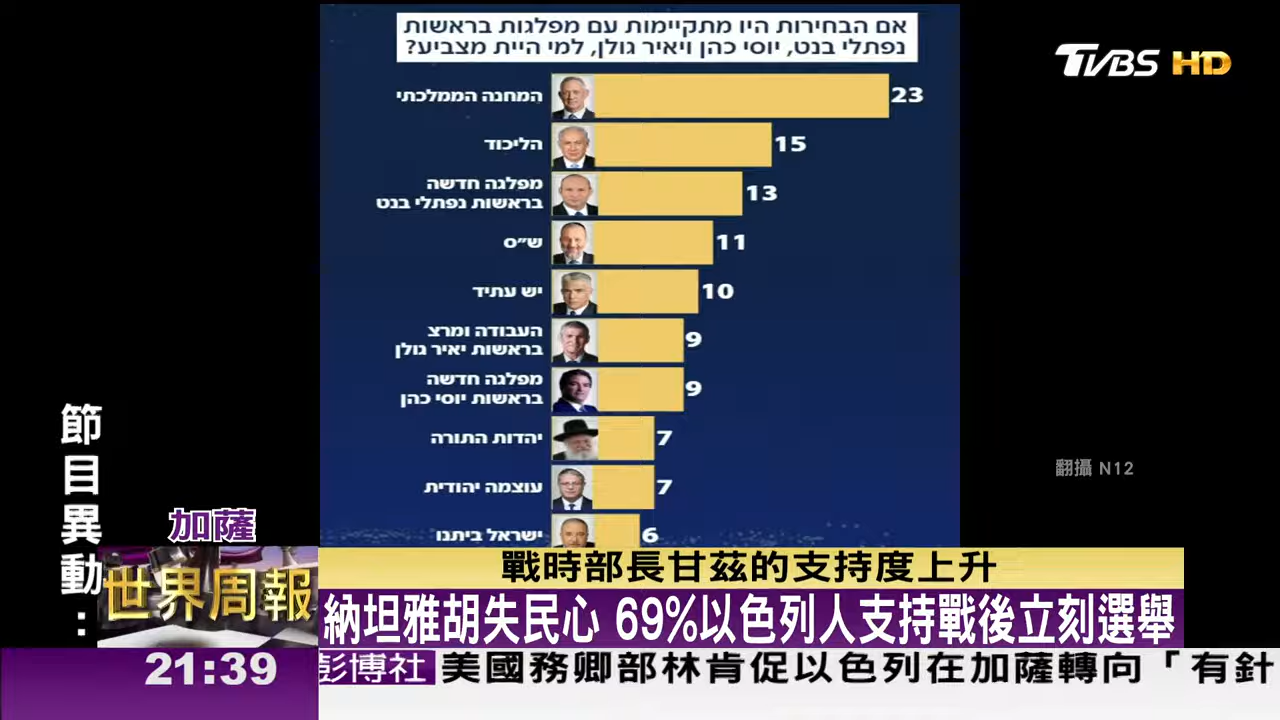 אם הבחירות היו מתקיימות עם מפלגות בראשות
נפתלי בנט, יוסי כהן ויאיר גולן, למי היית מצביע?
TVBS HD
המחנה הממלכתי 23
הליכוד 15
מפלגה חדשה
בראשות נפתלי בנט 13
ש"ס 11
יש עתיד 10
העבודה ומרצ
בראשות יאיר גולן 9
מפלגה חדשה
בראשות יוסי כהן 9
יהדות התורה 7
עוצמה יהודית 7
ישראל ביתנו 6
翻攝 N12
節目異動：
加薩
世界周報
戰時部長甘茲的支持度上升
納坦雅胡失民心 69%以色列人支持戰後立刻選舉
21:39
彭博社 美國務卿部林肯促以色列在加薩轉向「有針